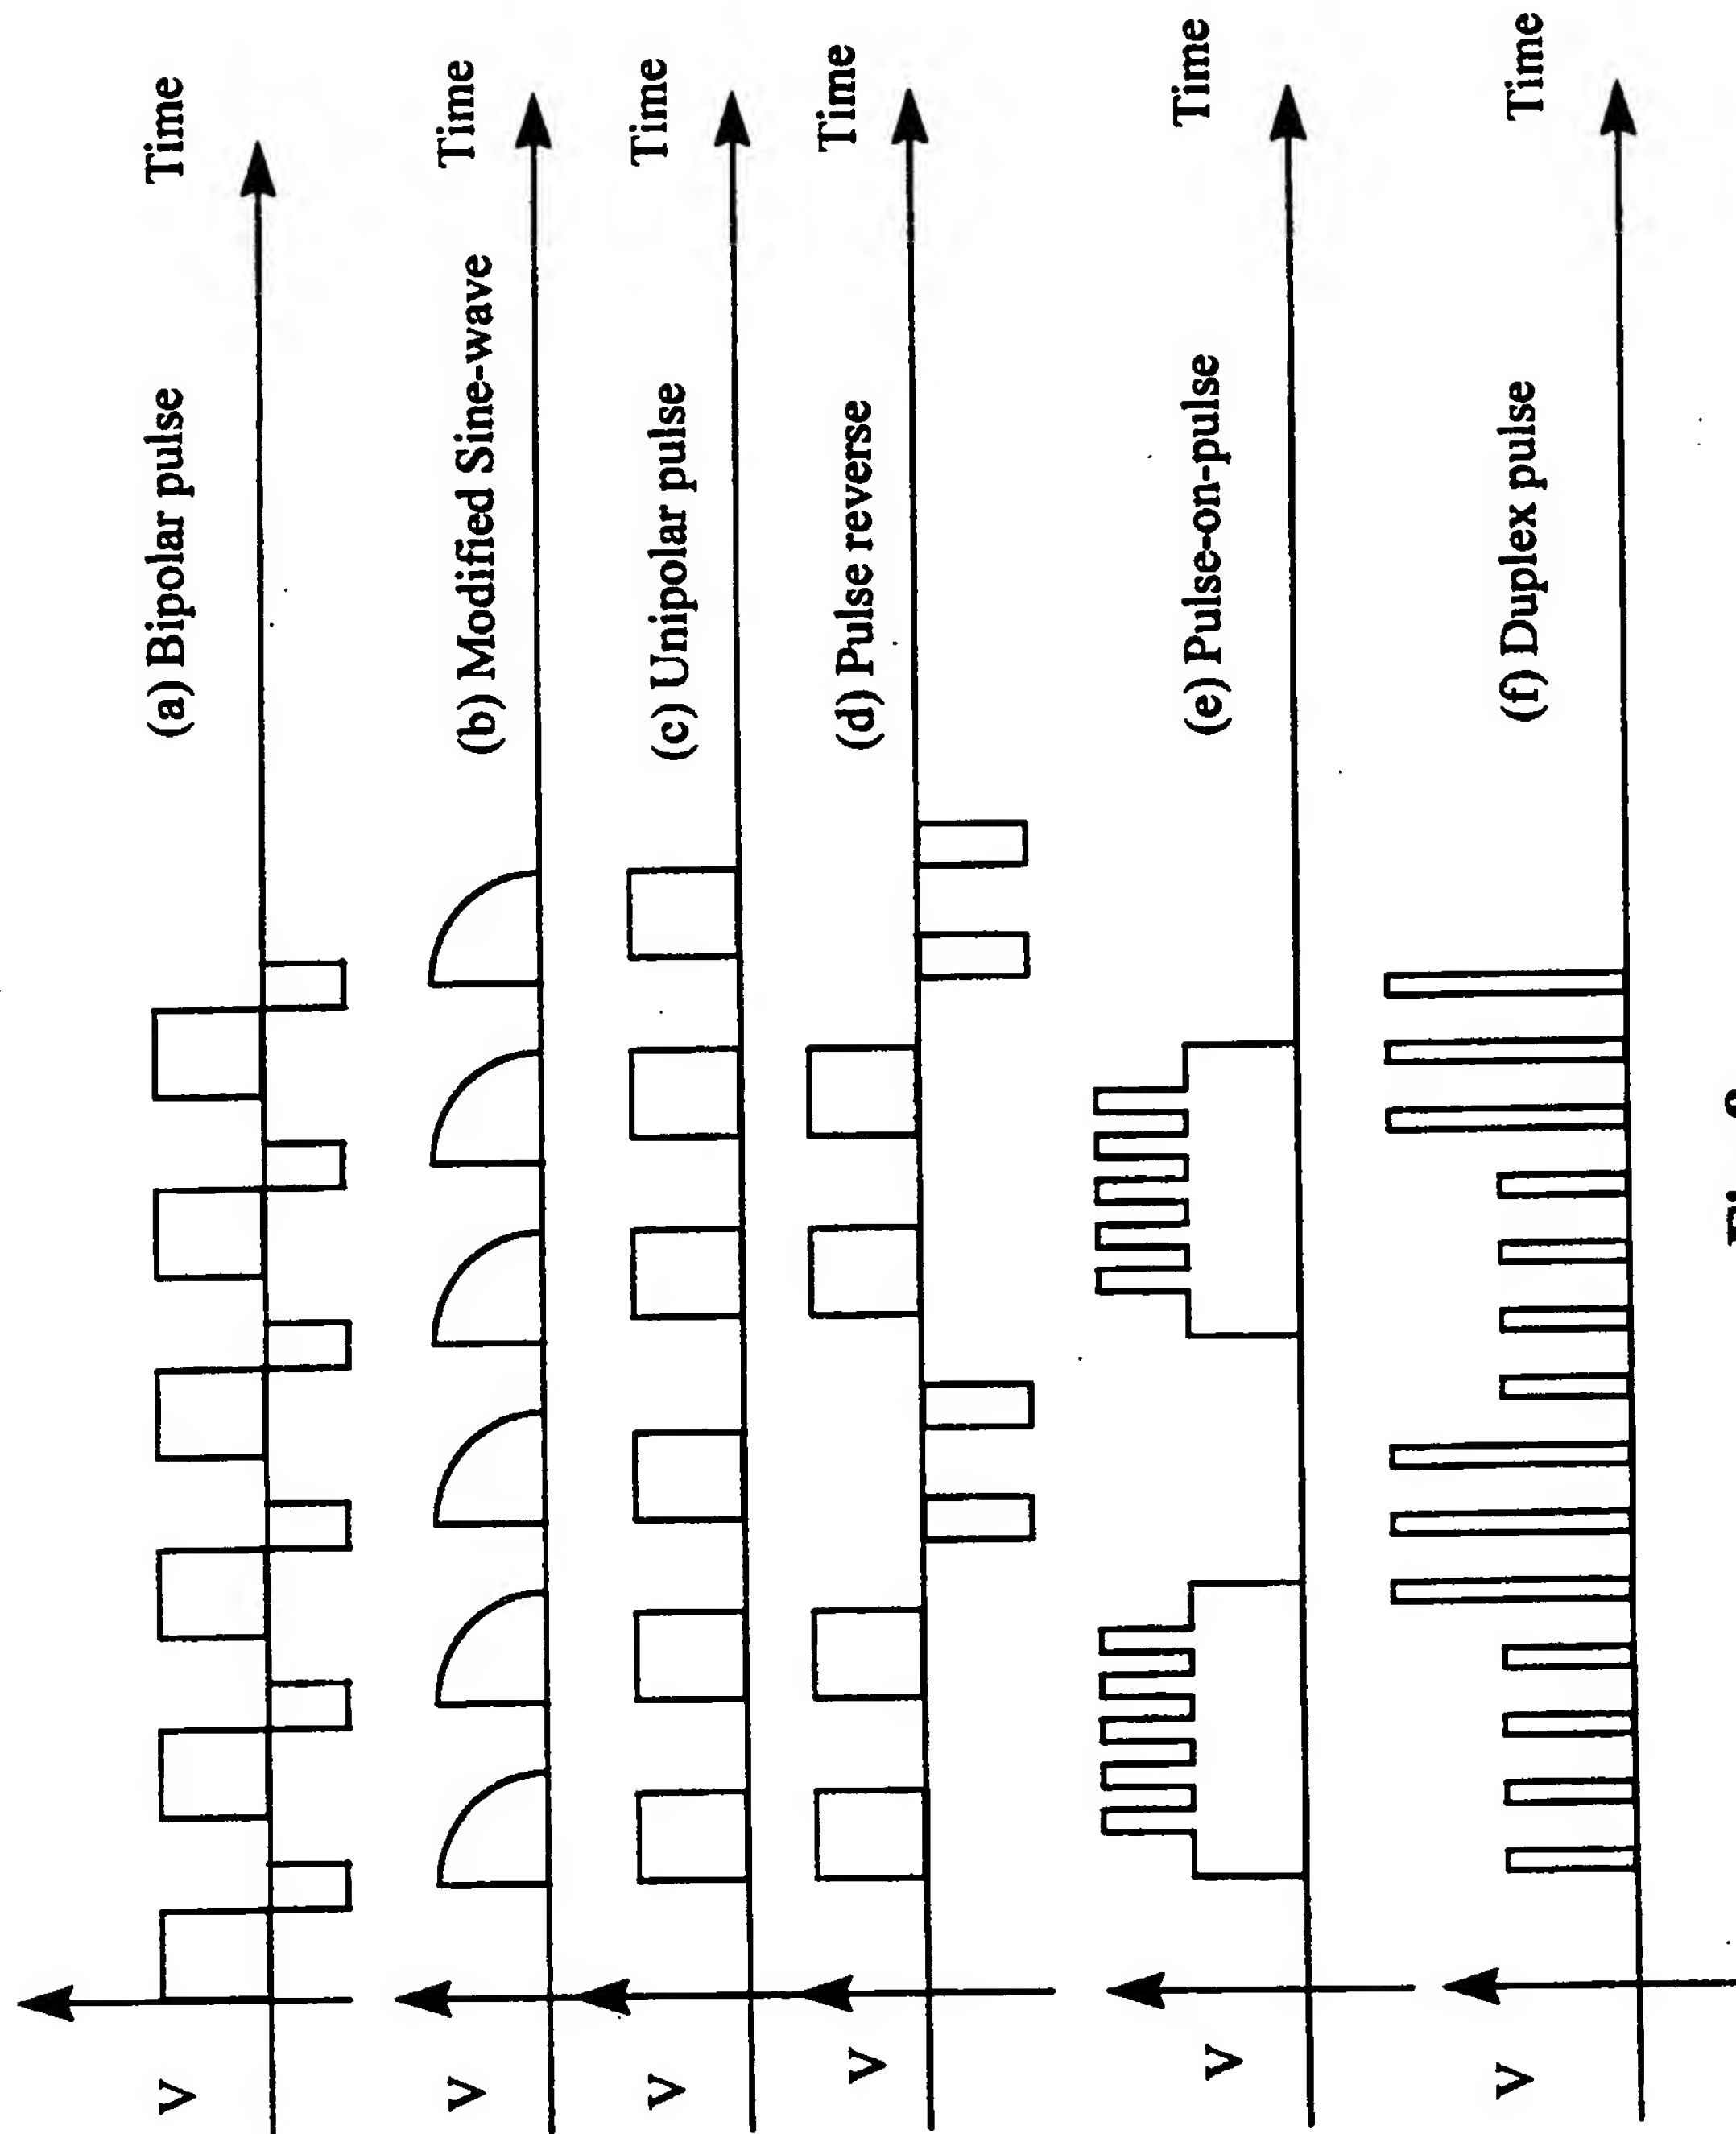 V
(a) Bipolar pulse
Time
V
(b) Modified Sine-wave
Time
V
(c) Unipolar pulse
Time
V
(d) Pulse reverse
Time
V
(e) Pulse-on-pulse
Time
V
(f) Duplex pulse
Time